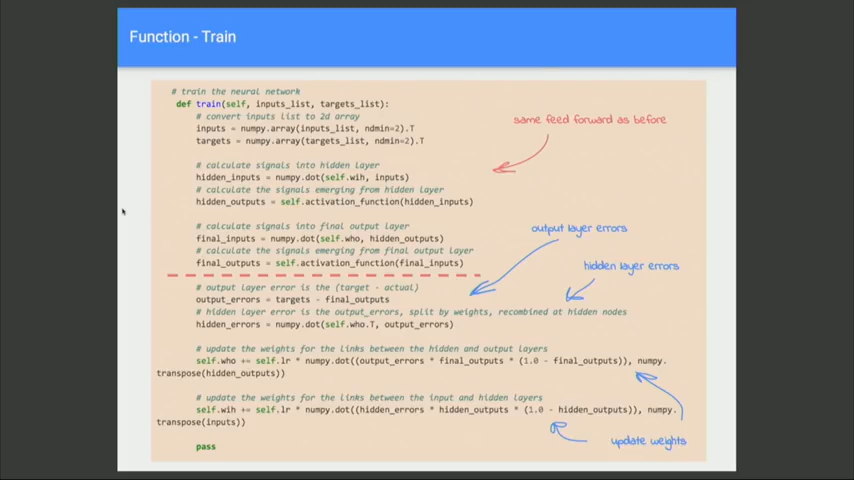 Function - Train
# train the neural network
def train(self, inputs_list, targets_list):
# convert inputs list to 2d array
inputs = numpy.array(inputs_list, ndmin=2).T
targets = numpy.array(targets_list, ndmin=2).T
same feed forward as before
# calculate signals into hidden layer
hidden_inputs = numpy.dot(self.wih, inputs)
# calculate the signals emerging from hidden layer
hidden_outputs = self.activation_function(hidden_inputs)
# calculate signals into final output layer
final_inputs = numpy.dot(self.who, hidden_outputs)
# calculate the signals emerging from final output layer
final_outputs = self.activation_function(final_inputs)
output layer errors
hidden layer errors
# output layer error is the (target - actual)
output_errors = targets - final_outputs
# hidden layer error is the output_errors, split by weights, recombined at hidden nodes
hidden_errors = numpy.dot(self.who.T, output_errors)
# update the weights for the links between the hidden and output layers
self.who += self.lr * numpy.dot((output_errors * final_outputs * (1.0 - final_outputs)), numpy.
transpose(hidden_outputs))
# update the weights for the links between the input and hidden layers
self.wih += self.lr * numpy.dot((hidden_errors * hidden_outputs * (1.0 - hidden_outputs)), numpy.
transpose(inputs))
update weights
pass